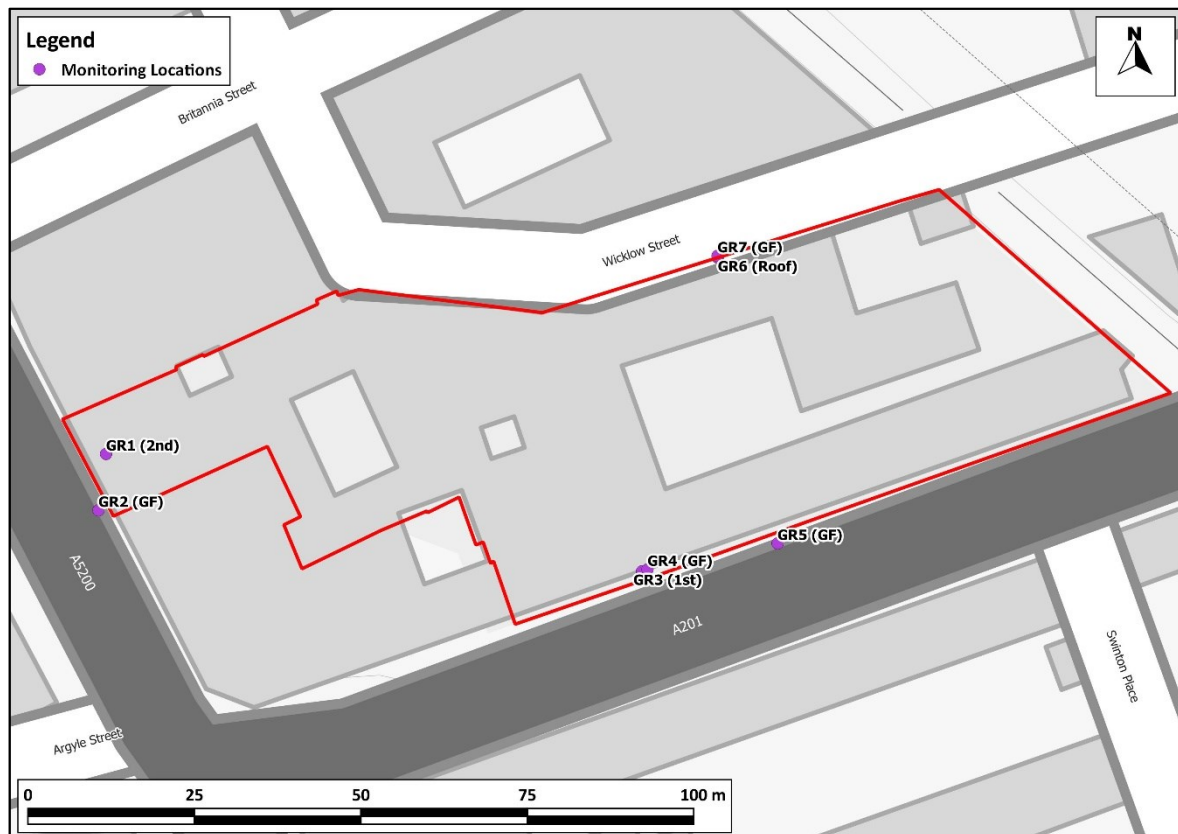 Legend
Monitoring Locations
N
Britannia Street
Wicklow Street
GR7 (GF)
GR6 (Roof)
GR1 (2nd)
GR2 (GF)
GR5 (GF)
GR4 (GF)
GR3 (1st)
A5200
A201
Swinton Place
Argyle Street
0 25 50 75 100 m